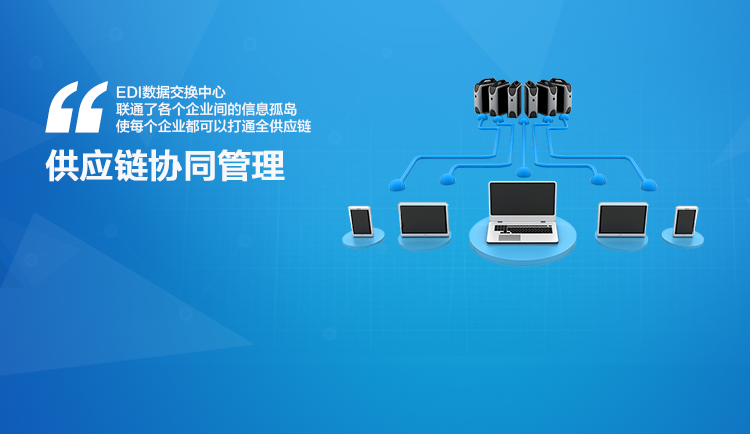 EDI数据交换中心
联通了各个企业间的信息孤岛
使每个企业都可以打通全供应链
供应链协同管理